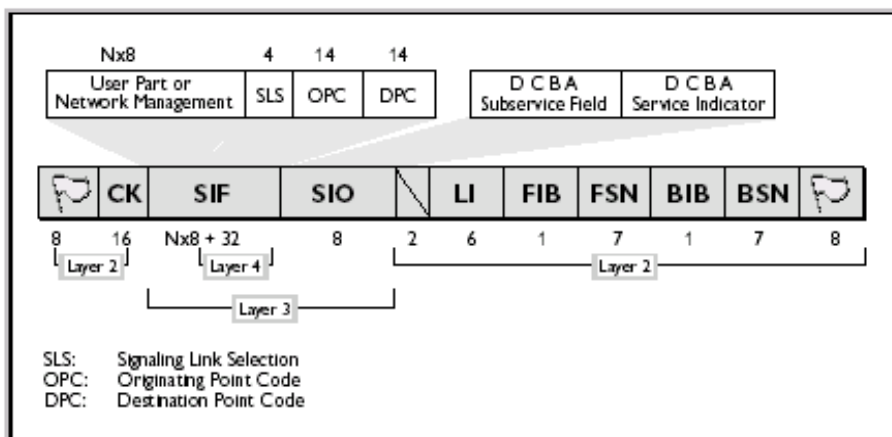 Nx8 4 14 14
User Part or
Network Management SLS OPC DPC
D C B A
Subservice Field
D C B A
Service Indicator
CK SIF SIO LI FIB FSN BIB BSN
8 16 Nx8 + 32 8 2 6 1 7 1 7 8
Layer 2 Layer 4 Layer 2
Layer 3
SLS: Signaling Link Selection
OPC: Originating Point Code
DPC: Destination Point Code